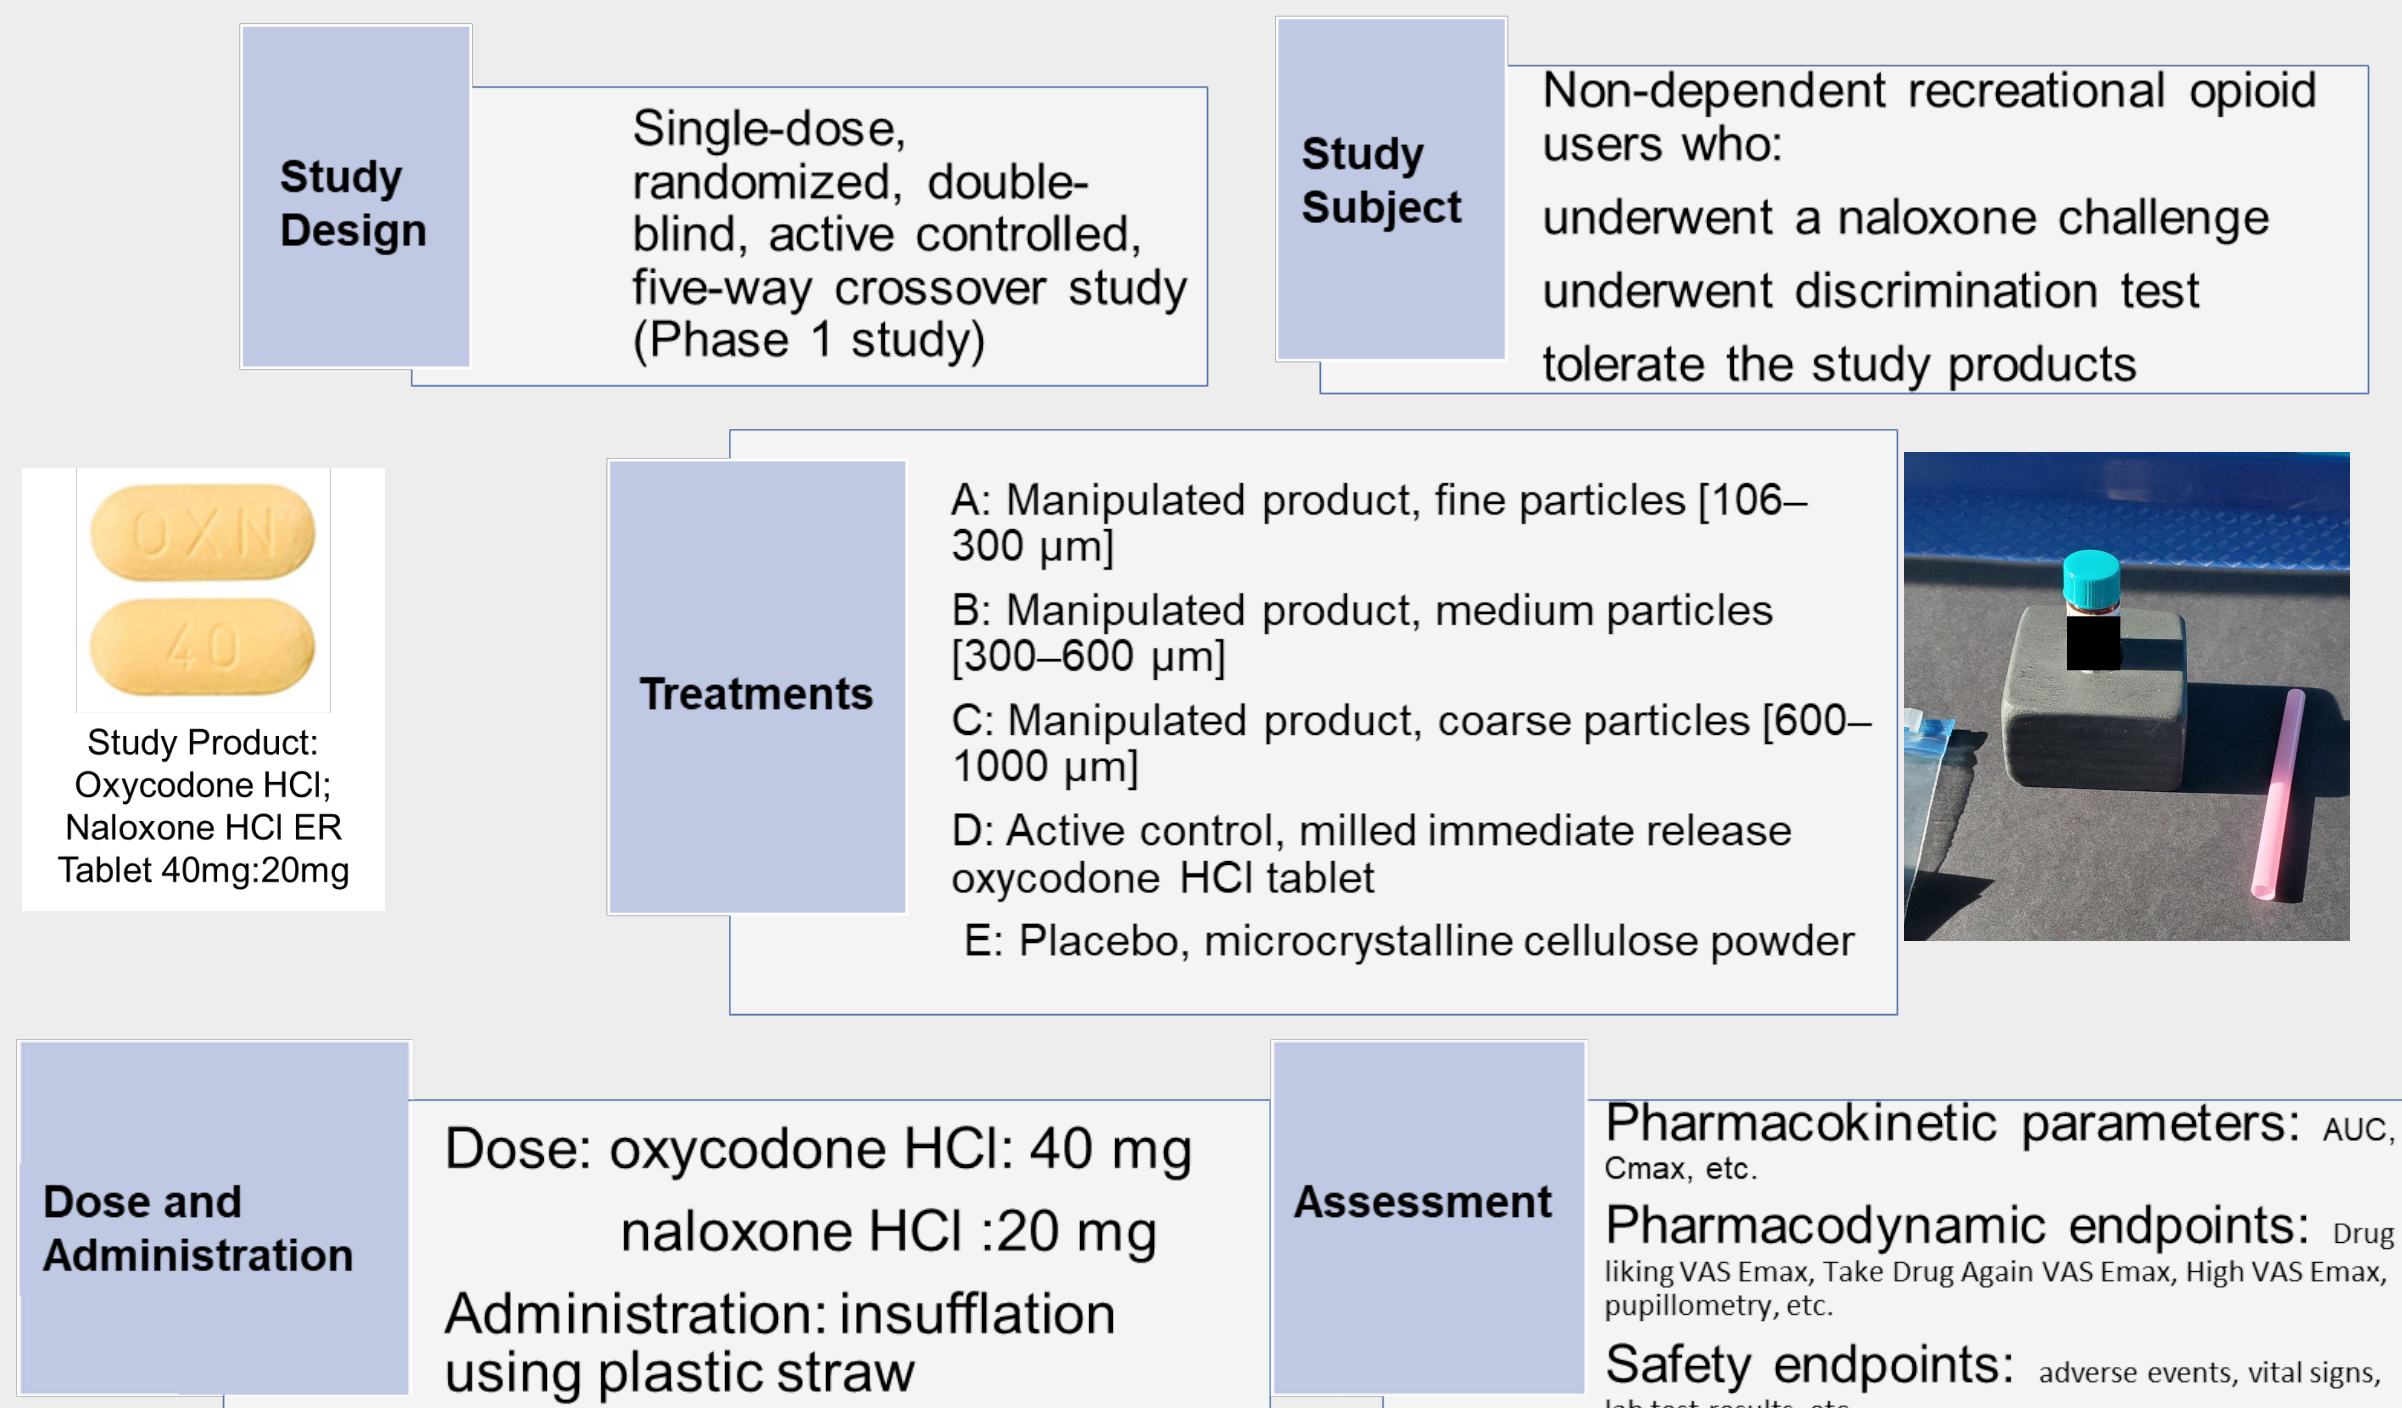 Study
Design
Single-dose,
randomized, double-
blind, active controlled,
five-way crossover study
(Phase 1 study)
Study
Subject
Non-dependent recreational opioid
users who:
underwent a naloxone challenge
underwent discrimination test
tolerate the study products
OXN
40
Study Product:
Oxycodone HCl;
Naloxone HCl ER
Tablet 40mg:20mg
Treatments
A: Manipulated product, fine particles [106–
300 µm]
B: Manipulated product, medium particles
[300–600 µm]
C: Manipulated product, coarse particles [600–
1000 µm]
D: Active control, milled immediate release
oxycodone HCl tablet
E: Placebo, microcrystalline cellulose powder
Dose and
Administration
Dose: oxycodone HCl: 40 mg
naloxone HCl :20 mg
Administration: insufflation
using plastic straw
Assessment
Pharmacokinetic parameters: AUC,
Cmax, etc.
Pharmacodynamic endpoints: Drug
liking VAS Emax, Take Drug Again VAS Emax, High VAS Emax,
pupillometry, etc.
Safety endpoints: adverse events, vital signs,
lab test results, etc.